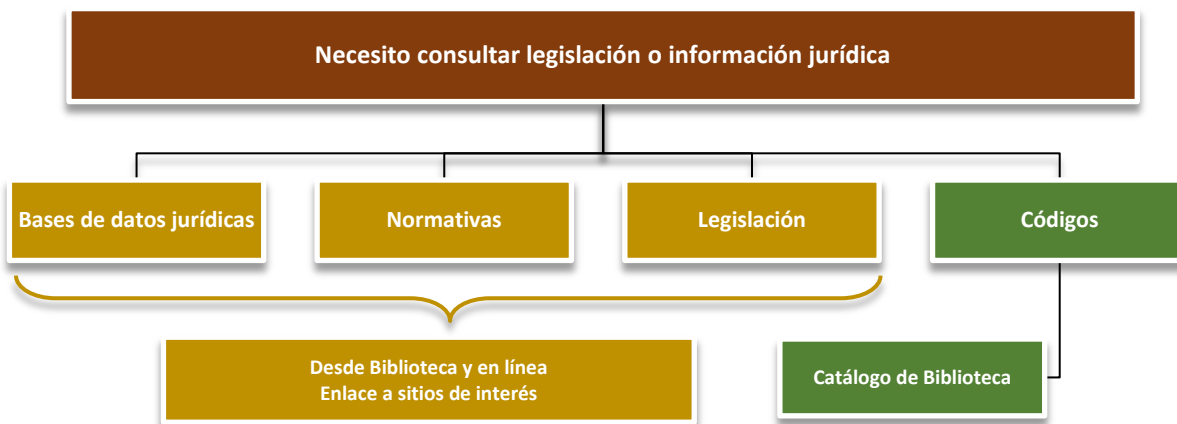 Necesito consultar legislación o información jurídica
Bases de datos jurídicas
Normativas
Legislación
Códigos
Desde Biblioteca y en línea
Enlace a sitios de interés
Catálogo de Biblioteca